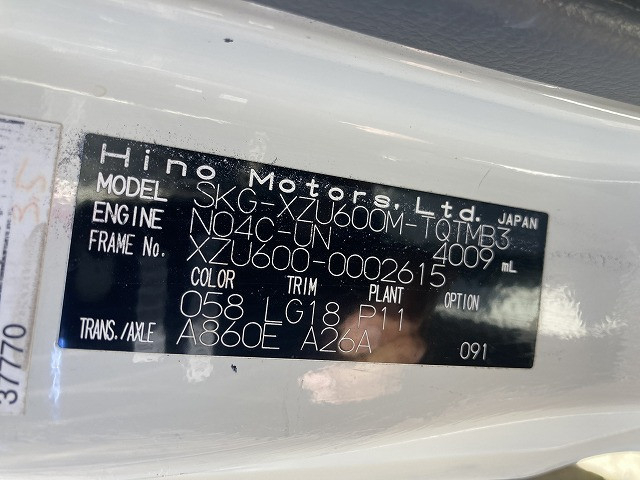 Hino Motors, Ltd. JAPAN
MODEL SKG-XZU600M-TQTMB3
ENGINE N04C-UN 4009 mL
FRAME No. XZU600-0002615
COLOR TRIM PLANT OPTION
058 LG18 P11
TRANS./AXLE A860E A26A 091
37770
35